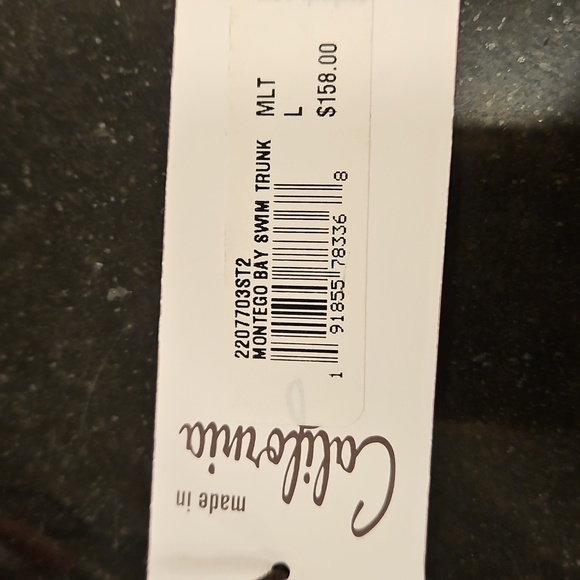 2207703ST2
MONTEGO BAY SWIM TRUNK MLT
L
$158.00
1 91855 78336 8
made in
California